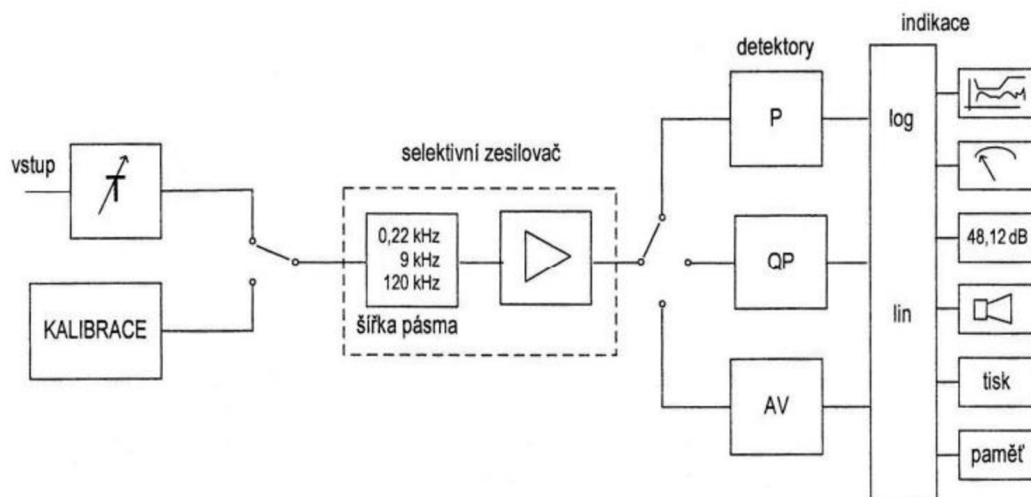 indikace
detektory
P
log
selektivní zesilovač
vstup
T
0,22 kHz
9 kHz
120 kHz
šířka pásma
QP
48,12 dB
KALIBRACE
lin
AV
tisk
paměť